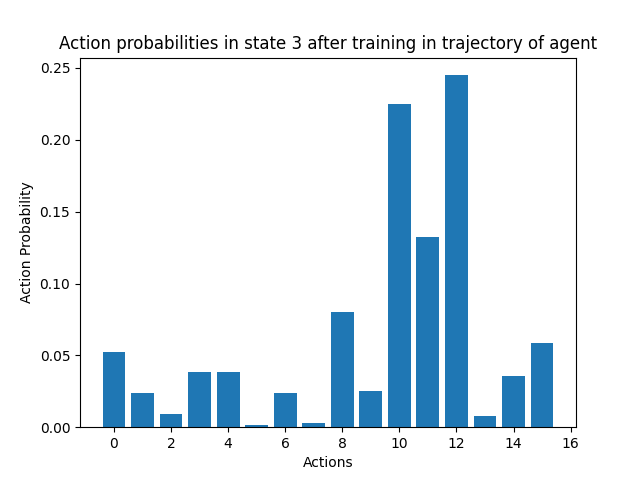 Action probabilities in state 3 after training in trajectory of agent
0.25
0.20
0.15
0.10
0.05
0.00
Action Probability
0 2 4 6 8 10 12 14 16
Actions